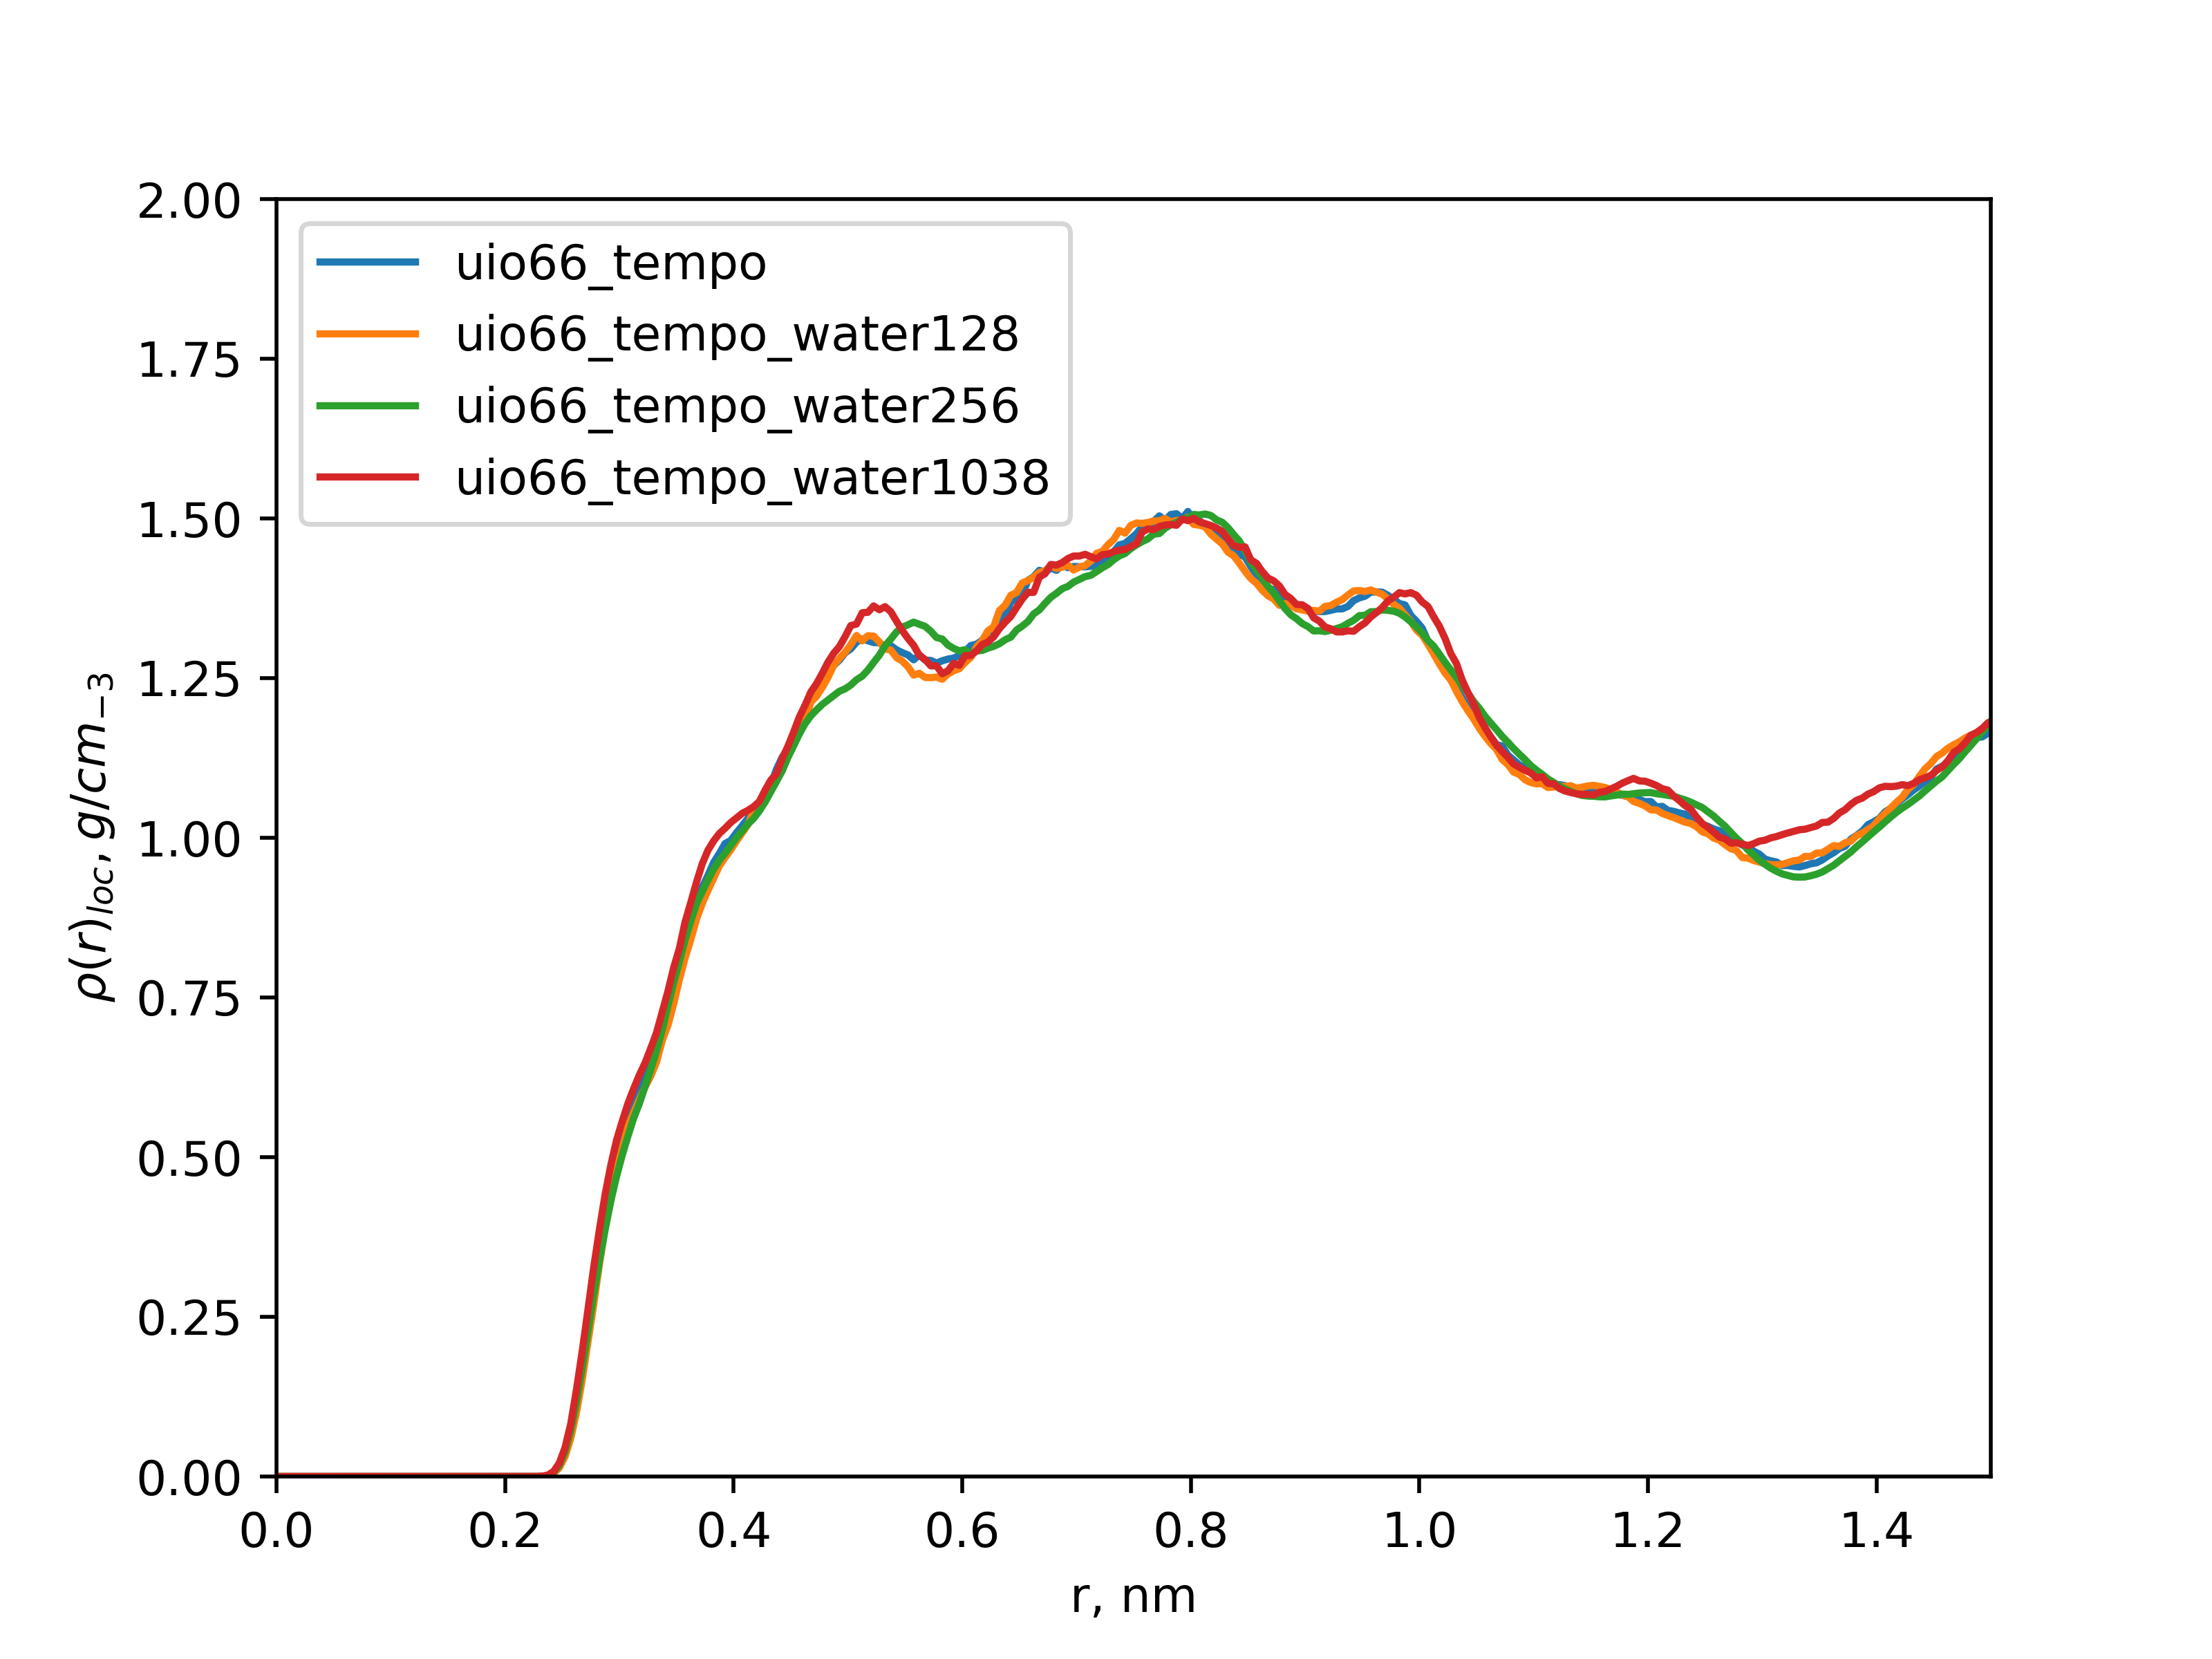 uio66_tempo
uio66_tempo_water128
uio66_tempo_water256
uio66_tempo_water1038
2.00
1.75
1.50
1.25
1.00
0.75
0.50
0.25
0.00
ρ(r)loc, g/cm−3
0.0 0.2 0.4 0.6 0.8 1.0 1.2 1.4
r, nm